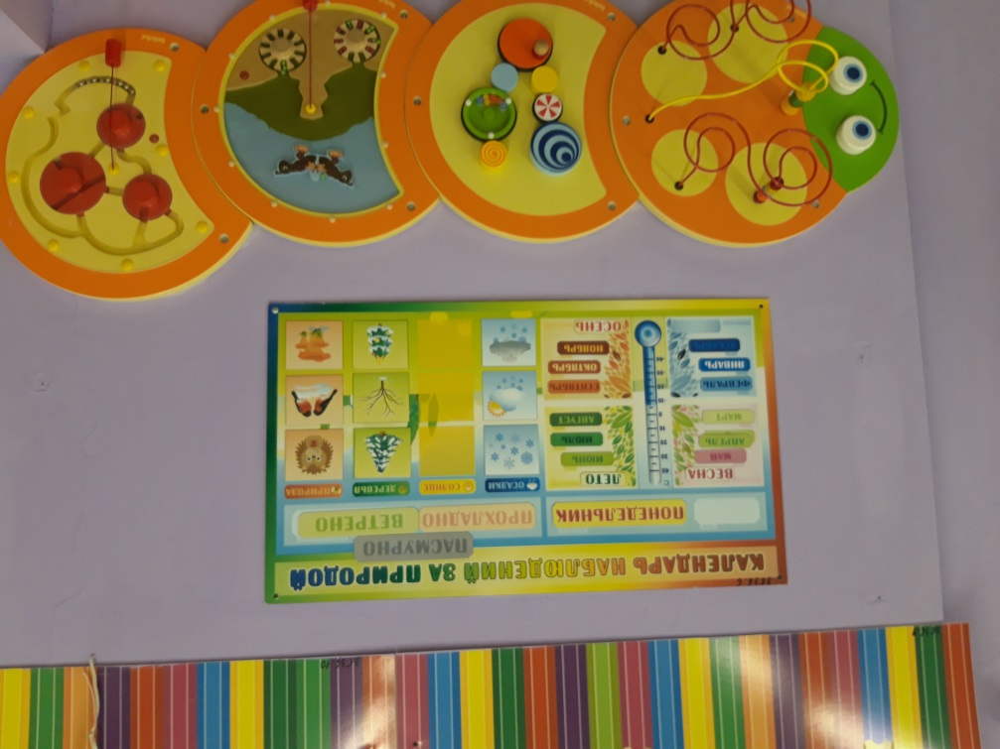 КАЛЕНДАРЬ НАБЛЮДЕНИЙ ЗА ПРИРОДОЙ
ПАСМУРНО
ПОНЕДЕЛЬНИК
ПРОХЛАДНО ВЕТРЕНО
ВЕСНА
МАЙ
АПРЕЛЬ
МАРТ
ФЕВРАЛЬ
ЯНВАРЬ
ЛЕТО
ИЮНЬ
ИЮЛЬ
АВГУСТ
СЕНТЯБРЬ
ОКТЯБРЬ
НОЯБРЬ
ОСЕНЬ
ОСАДКИ
СОЛНЦЕ
ДЕРЕВЬЯ
ПРИРОДА